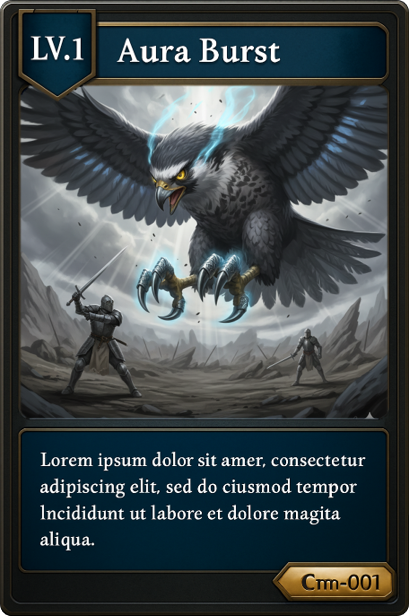 LV.1
Aura Burst
Lorem ipsum dolor sit amer, consectetur
adipiscing elit, sed do ciusmod tempor
Incididunt ut labore et dolore magita
aliqua.
Crm-001